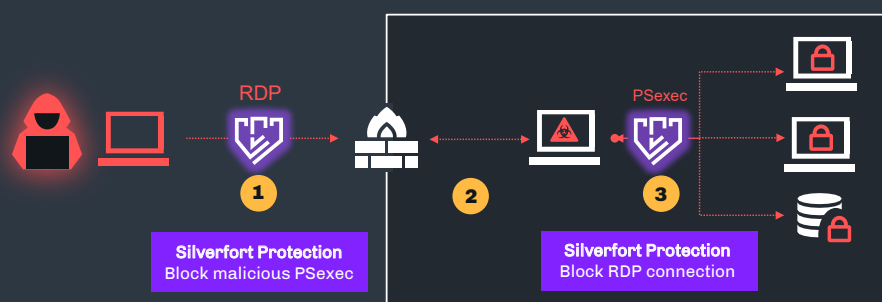 RDP
PSexec
1
2
3
Silverfort Protection
Block malicious PSexec
Silverfort Protection
Block RDP connection